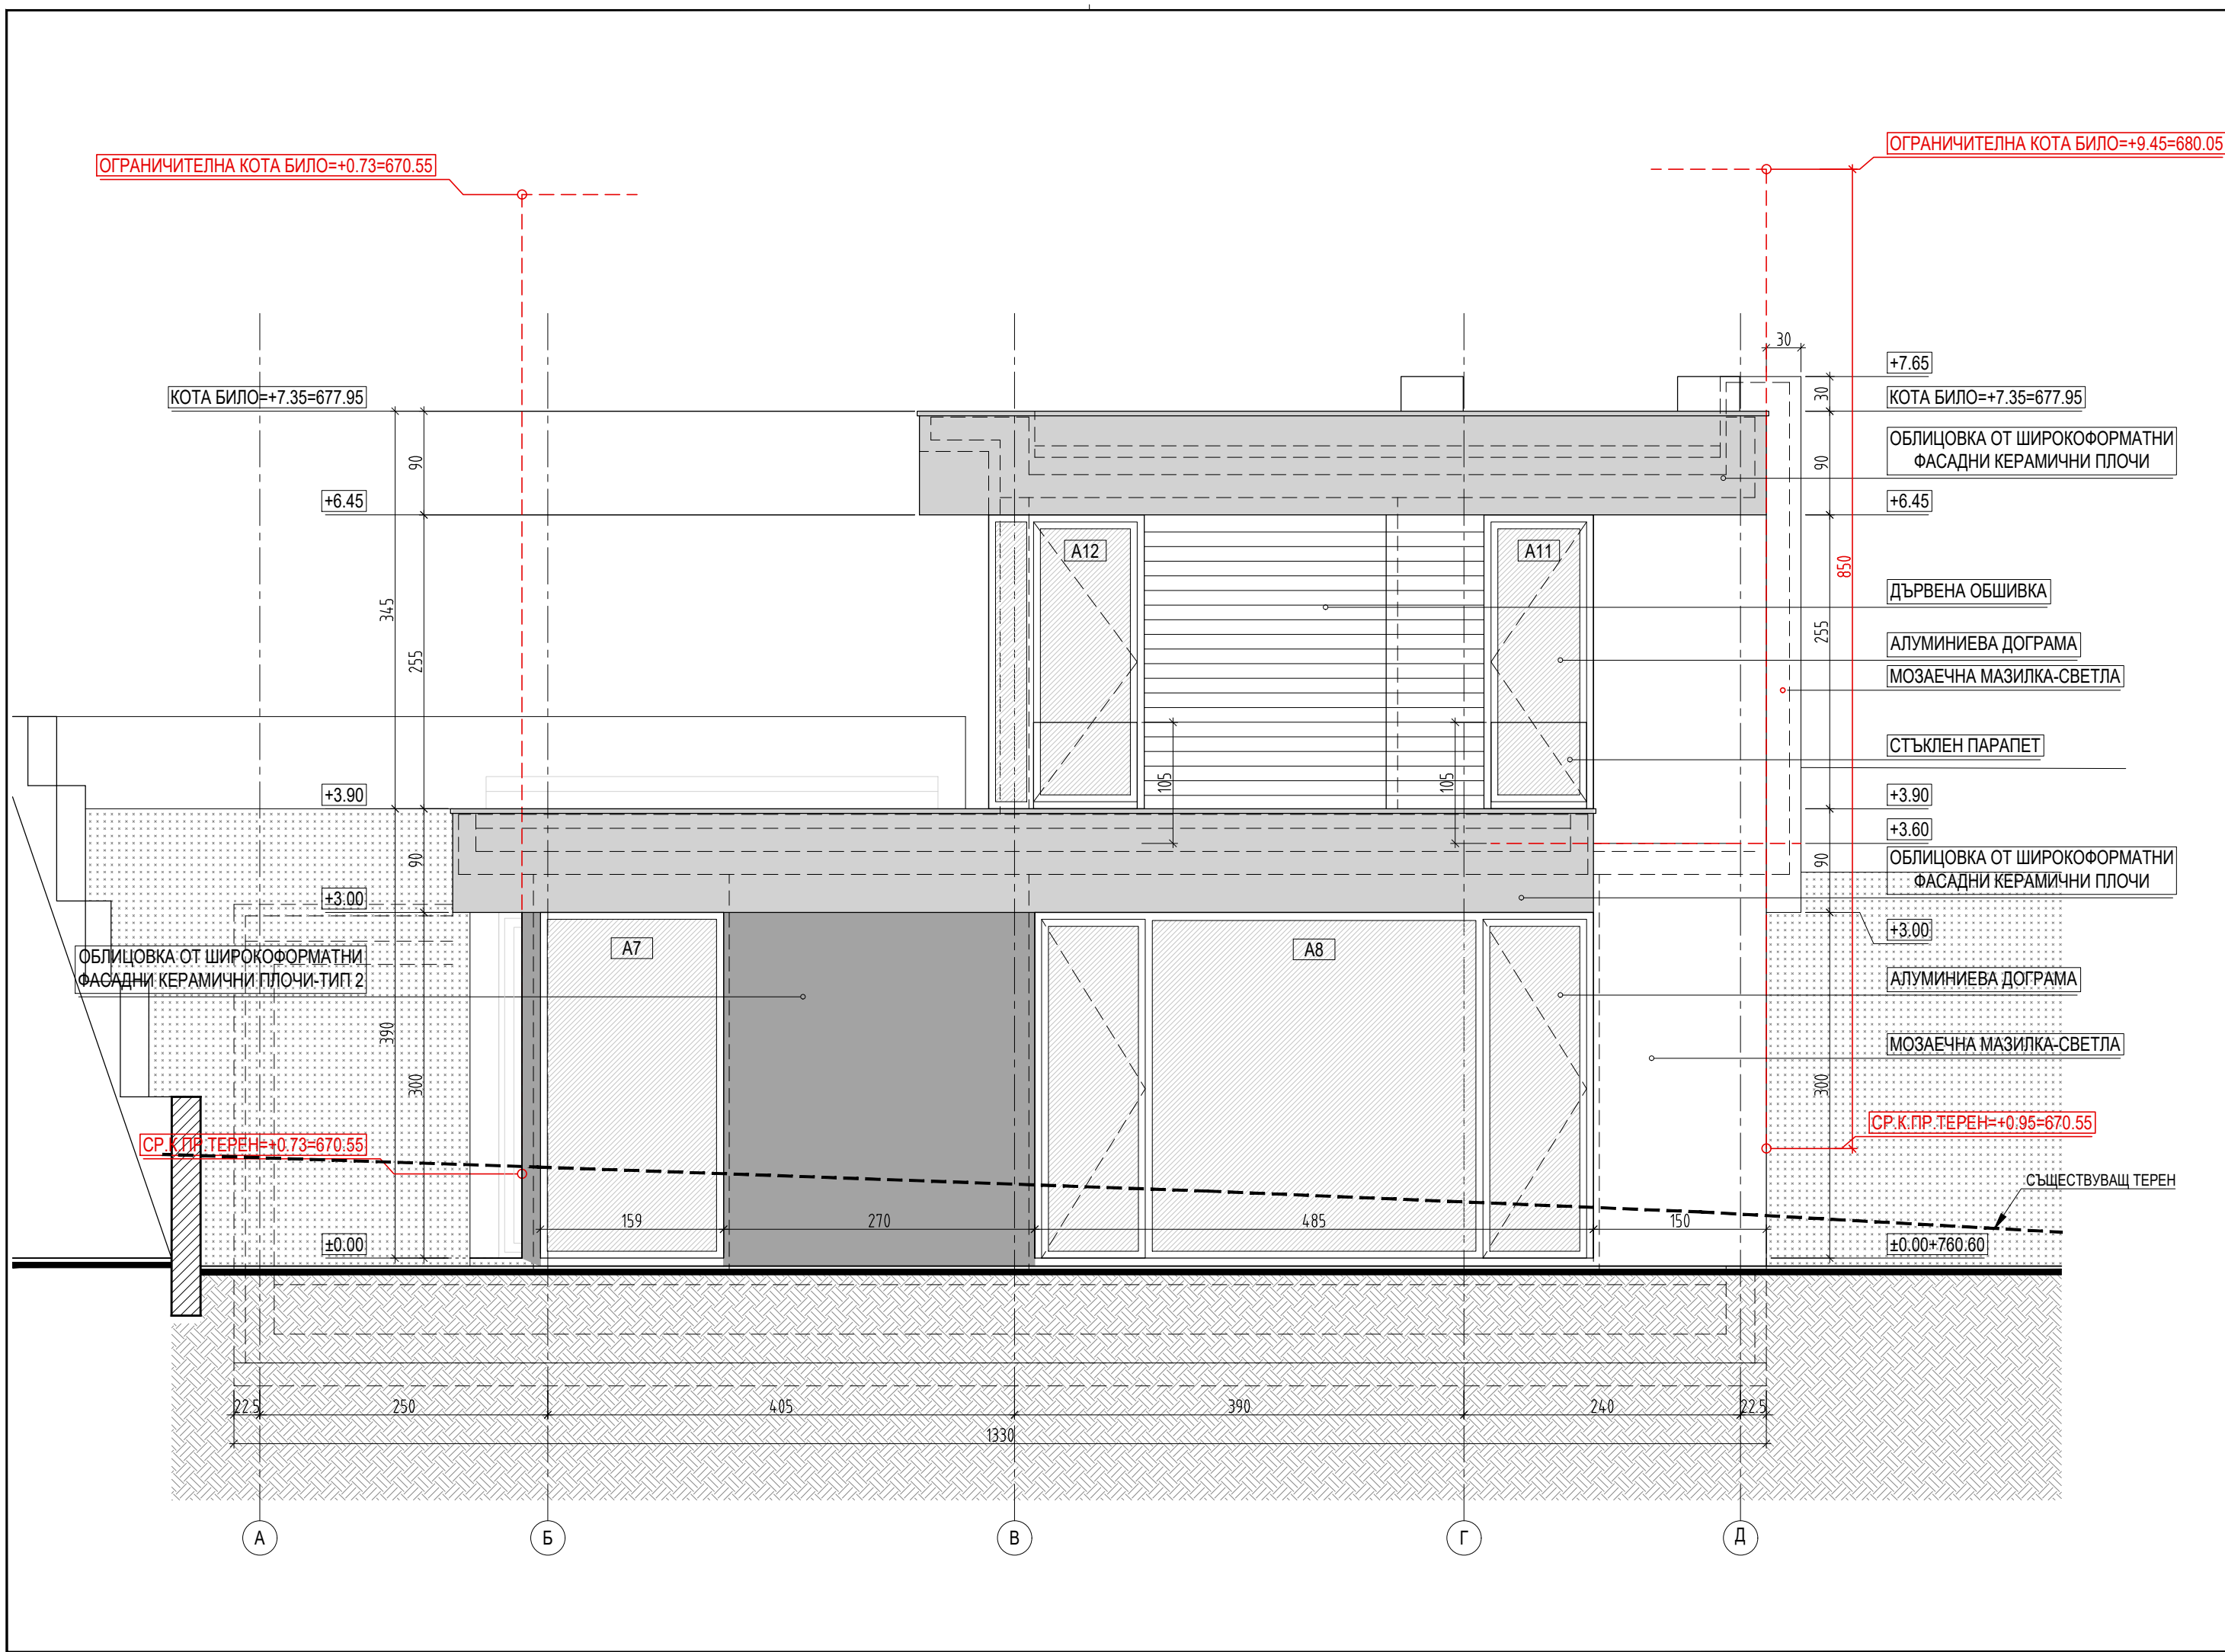 ОГРАНИЧИТЕЛНА КОТА БИЛО=+0.73=670.55
ОГРАНИЧИТЕЛНА КОТА БИЛО=+9.45=680.05
30
+7.65
КОТА БИЛО=+7.35=677.95
30
КОТА БИЛО=+7.35=677.95
ОБЛИЦОВКА ОТ ШИРОКОФОРМАТНИ
ФАСАДНИ КЕРАМИЧНИ ПЛОЧИ
90
90
+6.45
+6.45
А12
А11
850
345
255
255
ДЪРВЕНА ОБШИВКА
АЛУМИНИЕВА ДОГРАМА
МОЗАЕЧНА МАЗИЛКА-СВЕТЛА
СТЪКЛЕН ПАРАПЕТ
105
105
+3.90
+3.90
+3.60
90
90
ОБЛИЦОВКА ОТ ШИРОКОФОРМАТНИ
ФАСАДНИ КЕРАМИЧНИ ПЛОЧИ
+3.00
+3.00
А7
А8
ОБЛИЦОВКА ОТ ШИРОКОФОРМАТНИ
ФАСАДНИ КЕРАМИЧНИ ПЛОЧИ-ТИП 2
АЛУМИНИЕВА ДОГРАМА
390
300
300
МОЗАЕЧНА МАЗИЛКА-СВЕТЛА
СР.К.ПР.ТЕРЕН=+0.73=670.55
СР.К.ПР.ТЕРЕН=+0.95=670.55
СЪЩЕСТВУВАЩ ТЕРЕН
159
270
485
150
±0.00
±0.00+760.60
22.5
250
405
390
240
22.5
1330
А
Б
В
Г
Д